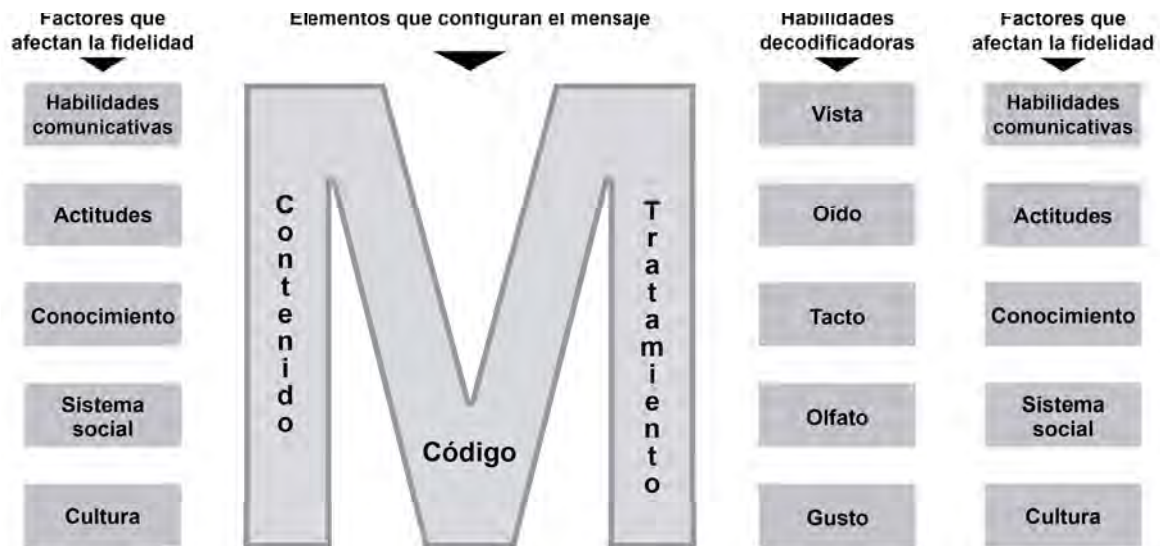 Factores que
afectan la fidelidad
Habilidades
comunicativas
Actitudes
Conocimiento
Sistema
social
Cultura
Elementos que configuran el mensaje
Contenido
Código
Tratamiento
Habilidades
decodificadoras
Vista
Oido
Tacto
Olfato
Gusto
Factores que
afectan la fidelidad
Habilidades
comunicativas
Actitudes
Conocimiento
Sistema
social
Cultura